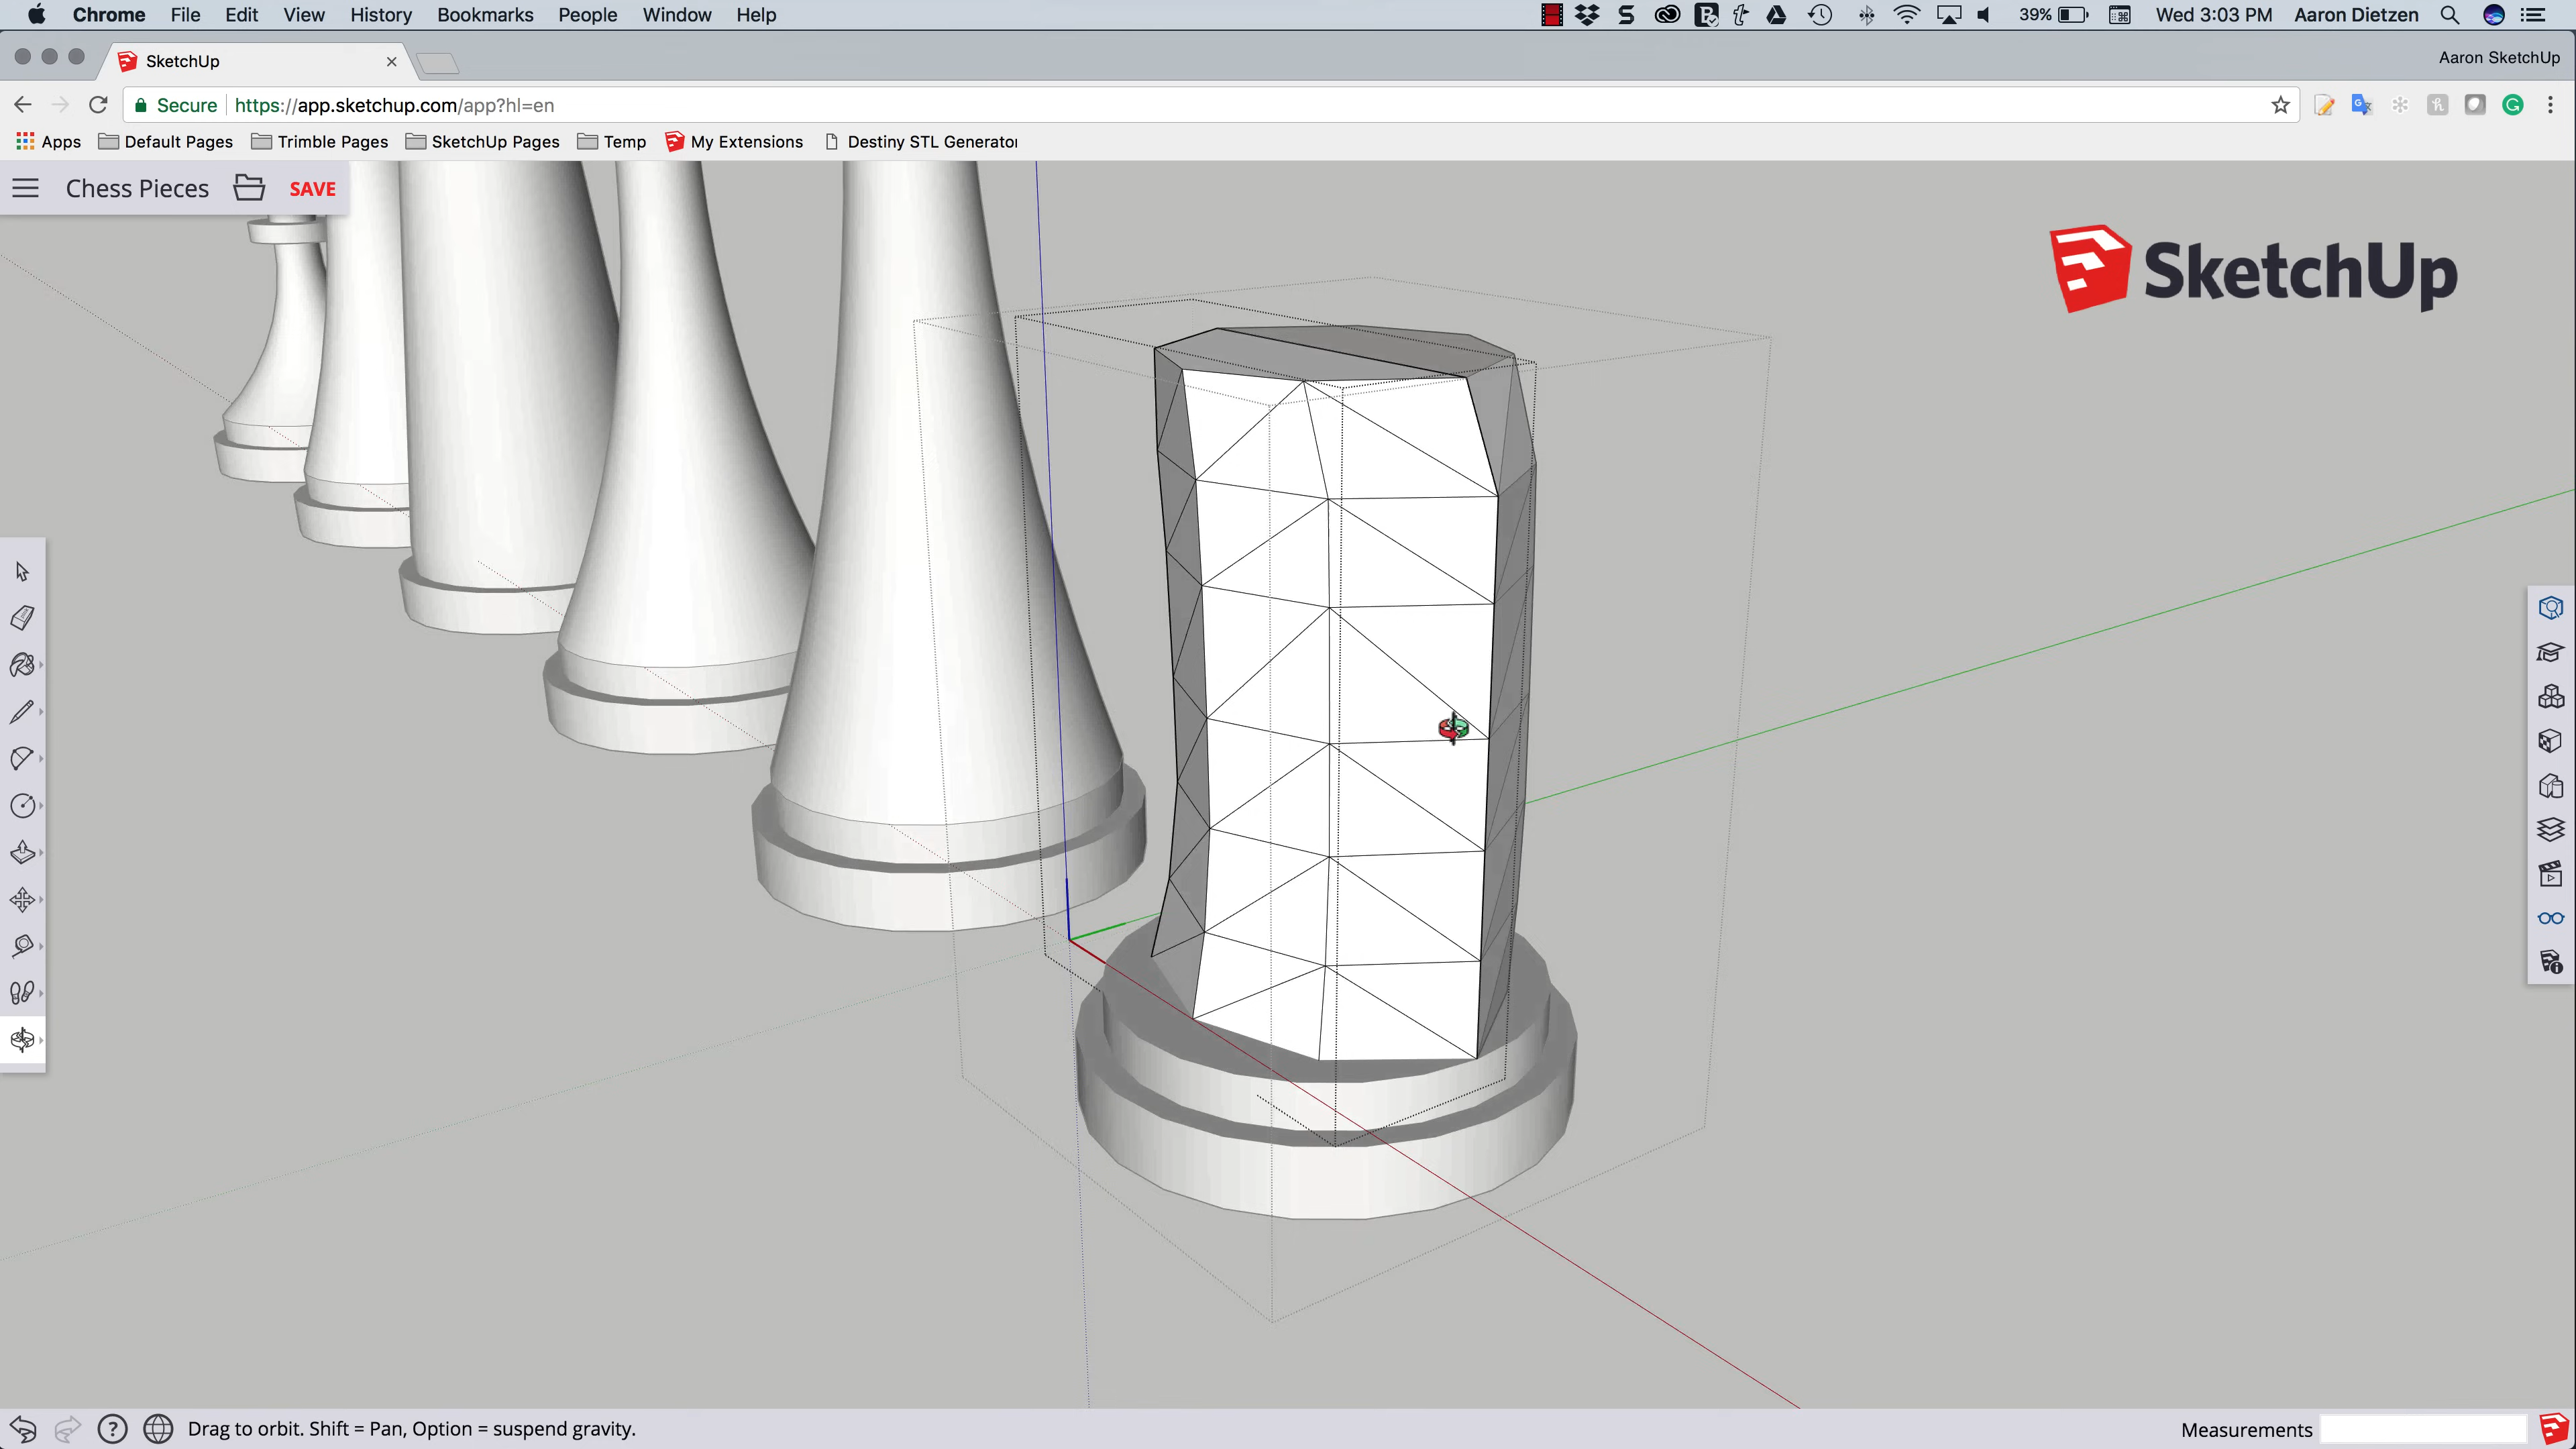 Chrome File Edit View History Bookmarks People Window Help 39% Wed 3:03 PM Aaron Dietzen
SketchUp Aaron SketchUp
Secure https://app.sketchup.com/app?hl=en
Apps Default Pages Trimble Pages SketchUp Pages Temp My Extensions Destiny STL Generator
Chess Pieces SAVE
SketchUp
Drag to orbit. Shift = Pan, Option = suspend gravity. Measurements